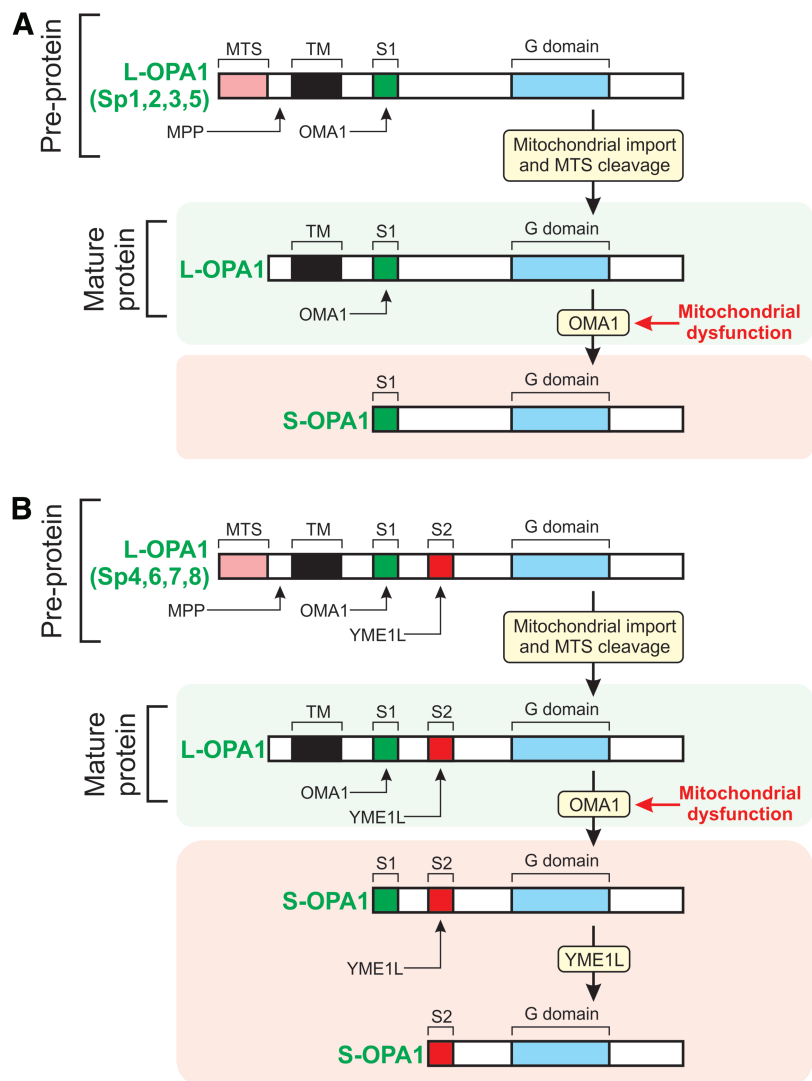 A
Pre-protein
L-OPA1
(Sp1,2,3,5)
MTS
TM
S1
G domain
MPP
OMA1
Mitochondrial import
and MTS cleavage
Mature
protein
L-OPA1
TM
S1
G domain
OMA1
OMA1
Mitochondrial
dysfunction
S-OPA1
S1
G domain
B
Pre-protein
L-OPA1
(Sp4,6,7,8)
MTS
TM
S1
S2
G domain
MPP
OMA1
YME1L
Mitochondrial import
and MTS cleavage
Mature
protein
L-OPA1
TM
S1
S2
G domain
OMA1
YME1L
OMA1
Mitochondrial
dysfunction
S-OPA1
S1
S2
G domain
YME1L
YME1L
S-OPA1
S2
G domain